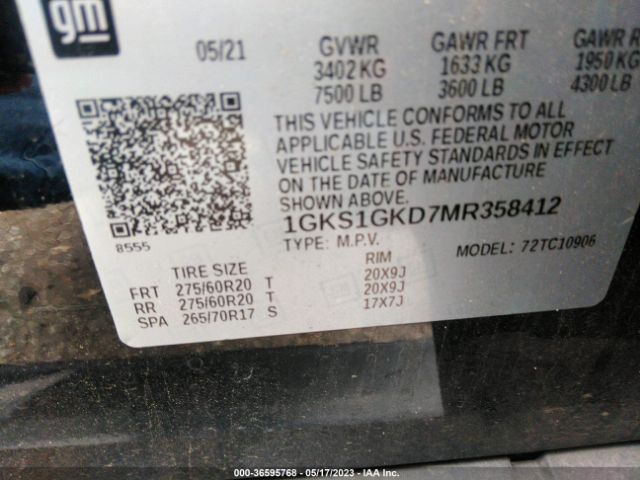 gm
05/21 GVWR GAWR FRT GAWR R
3402 KG 1633 KG 1950 KG
7500 LB 3600 LB 4300 LB
THIS VEHICLE CONFORMS TO ALL
APPLICABLE U.S. FEDERAL MOTOR
VEHICLE SAFETY STANDARDS IN EFFECT
ON THE DATE OF MANUFACTURE
SHOWN ABOVE.
1GKS1GKD7MR358412
8555 TYPE: M.P.V. MODEL: 72TC10906
TIRE SIZE RIM
FRT 275/60R20 T 20X9J
RR 275/60R20 T 20X9J
SPA 265/70R17 S 17X7J
000-36595768 - 05/17/2023 - IAA Inc.